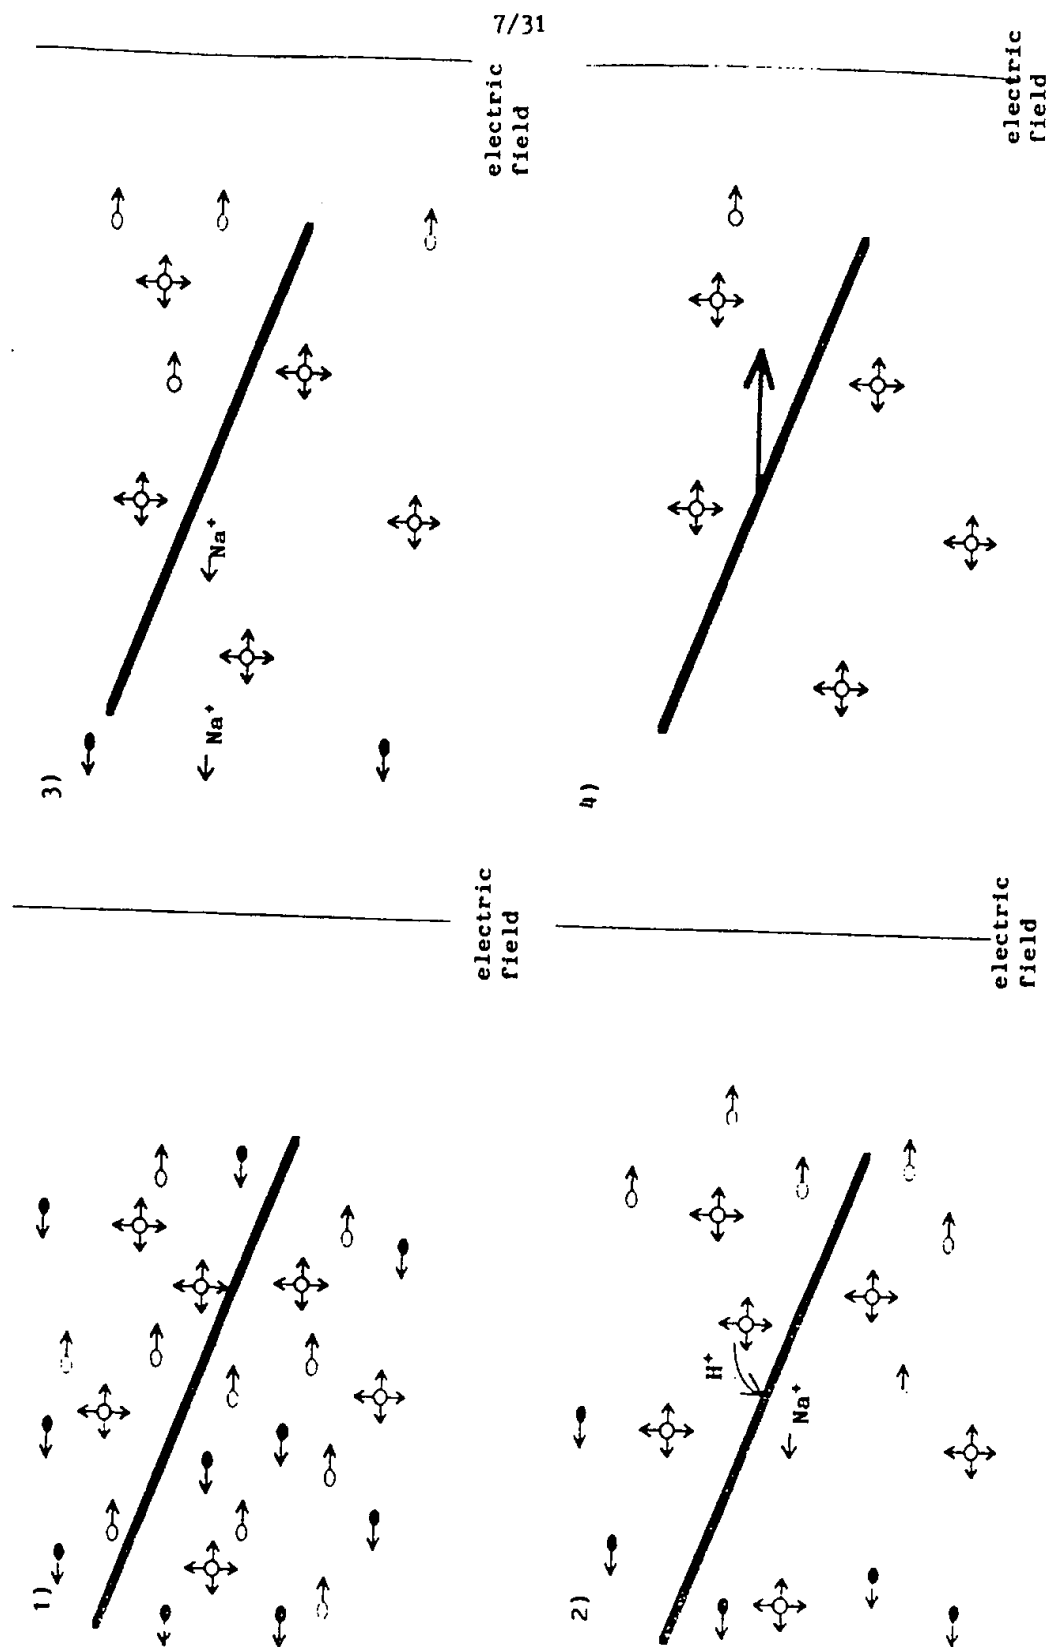 7/31
1)
electric
field
2)
H⁺
Na⁺
electric
field
3)
Na⁺
Na⁺
electric
field
4)
electric
field